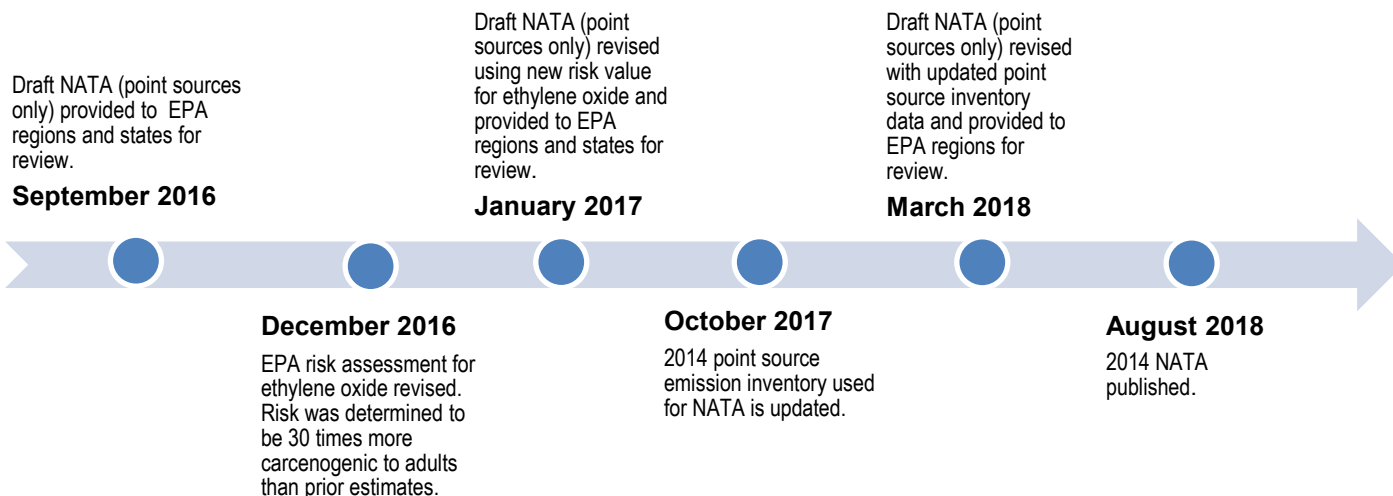 Draft NATA (point sources
only) provided to EPA
regions and states for
review.
September 2016
December 2016
EPA risk assessment for
ethylene oxide revised.
Risk was determined to
be 30 times more
carcenogenic to adults
than prior estimates.
Draft NATA (point
sources only) revised
using new risk value
for ethylene oxide and
provided to EPA
regions and states for
review.
January 2017
October 2017
2014 point source
emission inventory used
for NATA is updated.
Draft NATA (point
sources only) revised
with updated point
source inventory
data and provided to
EPA regions for
review.
March 2018
August 2018
2014 NATA
published.